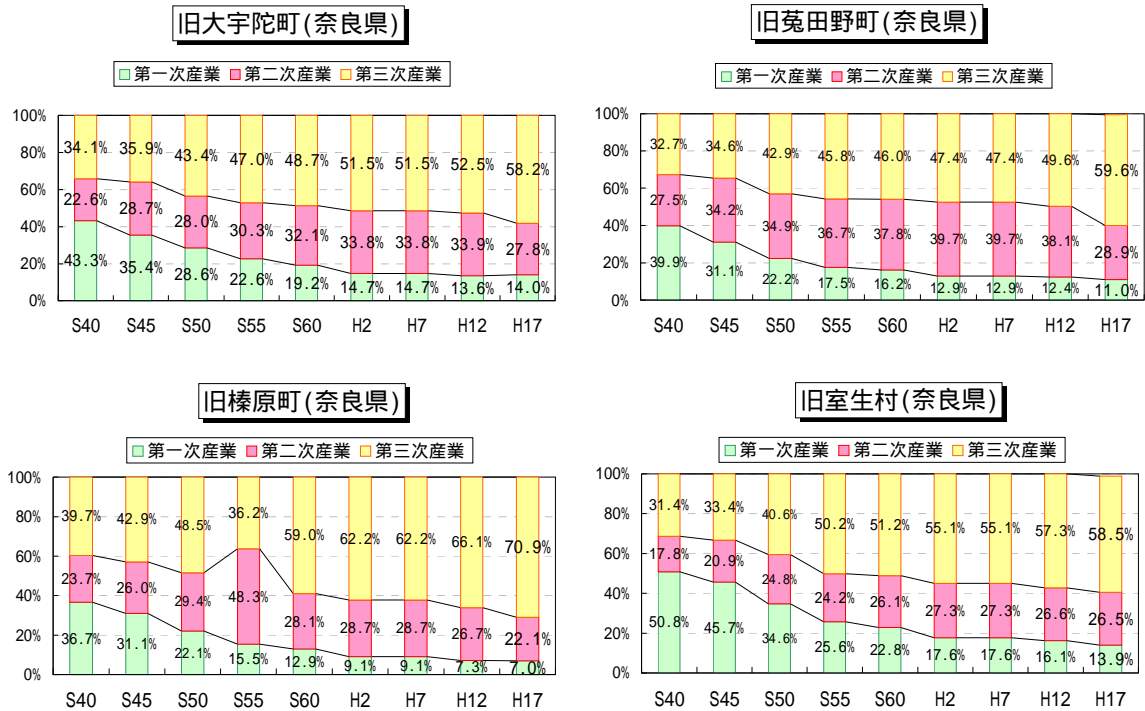 旧大宇陀町(奈良県)
第一次産業 第二次産業 第三次産業
100%
80%
60%
40%
20%
0%
34.1% 35.9% 43.4% 47.0% 48.7% 51.5% 51.5% 52.5% 58.2%
22.6% 28.7% 28.0% 30.3% 32.1% 33.8% 33.8% 33.9% 27.8%
43.3% 35.4% 28.6% 22.6% 19.2% 14.7% 14.7% 13.6% 14.0%
S40 S45 S50 S55 S60 H2 H7 H12 H17
旧菟田野町(奈良県)
第一次産業 第二次産業 第三次産業
100%
80%
60%
40%
20%
0%
32.7% 34.6% 42.9% 45.8% 46.0% 47.4% 47.4% 49.6% 59.6%
27.5% 34.2% 34.9% 36.7% 37.8% 39.7% 39.7% 38.1% 28.9%
39.9% 31.1% 22.2% 17.5% 16.2% 12.9% 12.9% 12.4% 11.0%
S40 S45 S50 S55 S60 H2 H7 H12 H17
旧榛原町(奈良県)
第一次産業 第二次産業 第三次産業
100%
80%
60%
40%
20%
0%
39.7% 42.9% 48.5% 36.2% 59.0% 62.2% 62.2% 66.1% 70.9%
23.7% 26.0% 29.4% 48.3% 28.1% 28.7% 28.7% 26.7% 22.1%
36.7% 31.1% 22.1% 15.5% 12.9% 9.1% 9.1% 7.3% 7.0%
S40 S45 S50 S55 S60 H2 H7 H12 H17
旧室生村(奈良県)
第一次産業 第二次産業 第三次産業
100%
80%
60%
40%
20%
0%
31.4% 33.4% 40.6% 50.2% 51.2% 55.1% 55.1% 57.3% 58.5%
17.8% 20.9% 24.8% 24.2% 26.1% 27.3% 27.3% 26.6% 26.5%
50.8% 45.7% 34.6% 25.6% 22.8% 17.6% 17.6% 16.1% 13.9%
S40 S45 S50 S55 S60 H2 H7 H12 H17